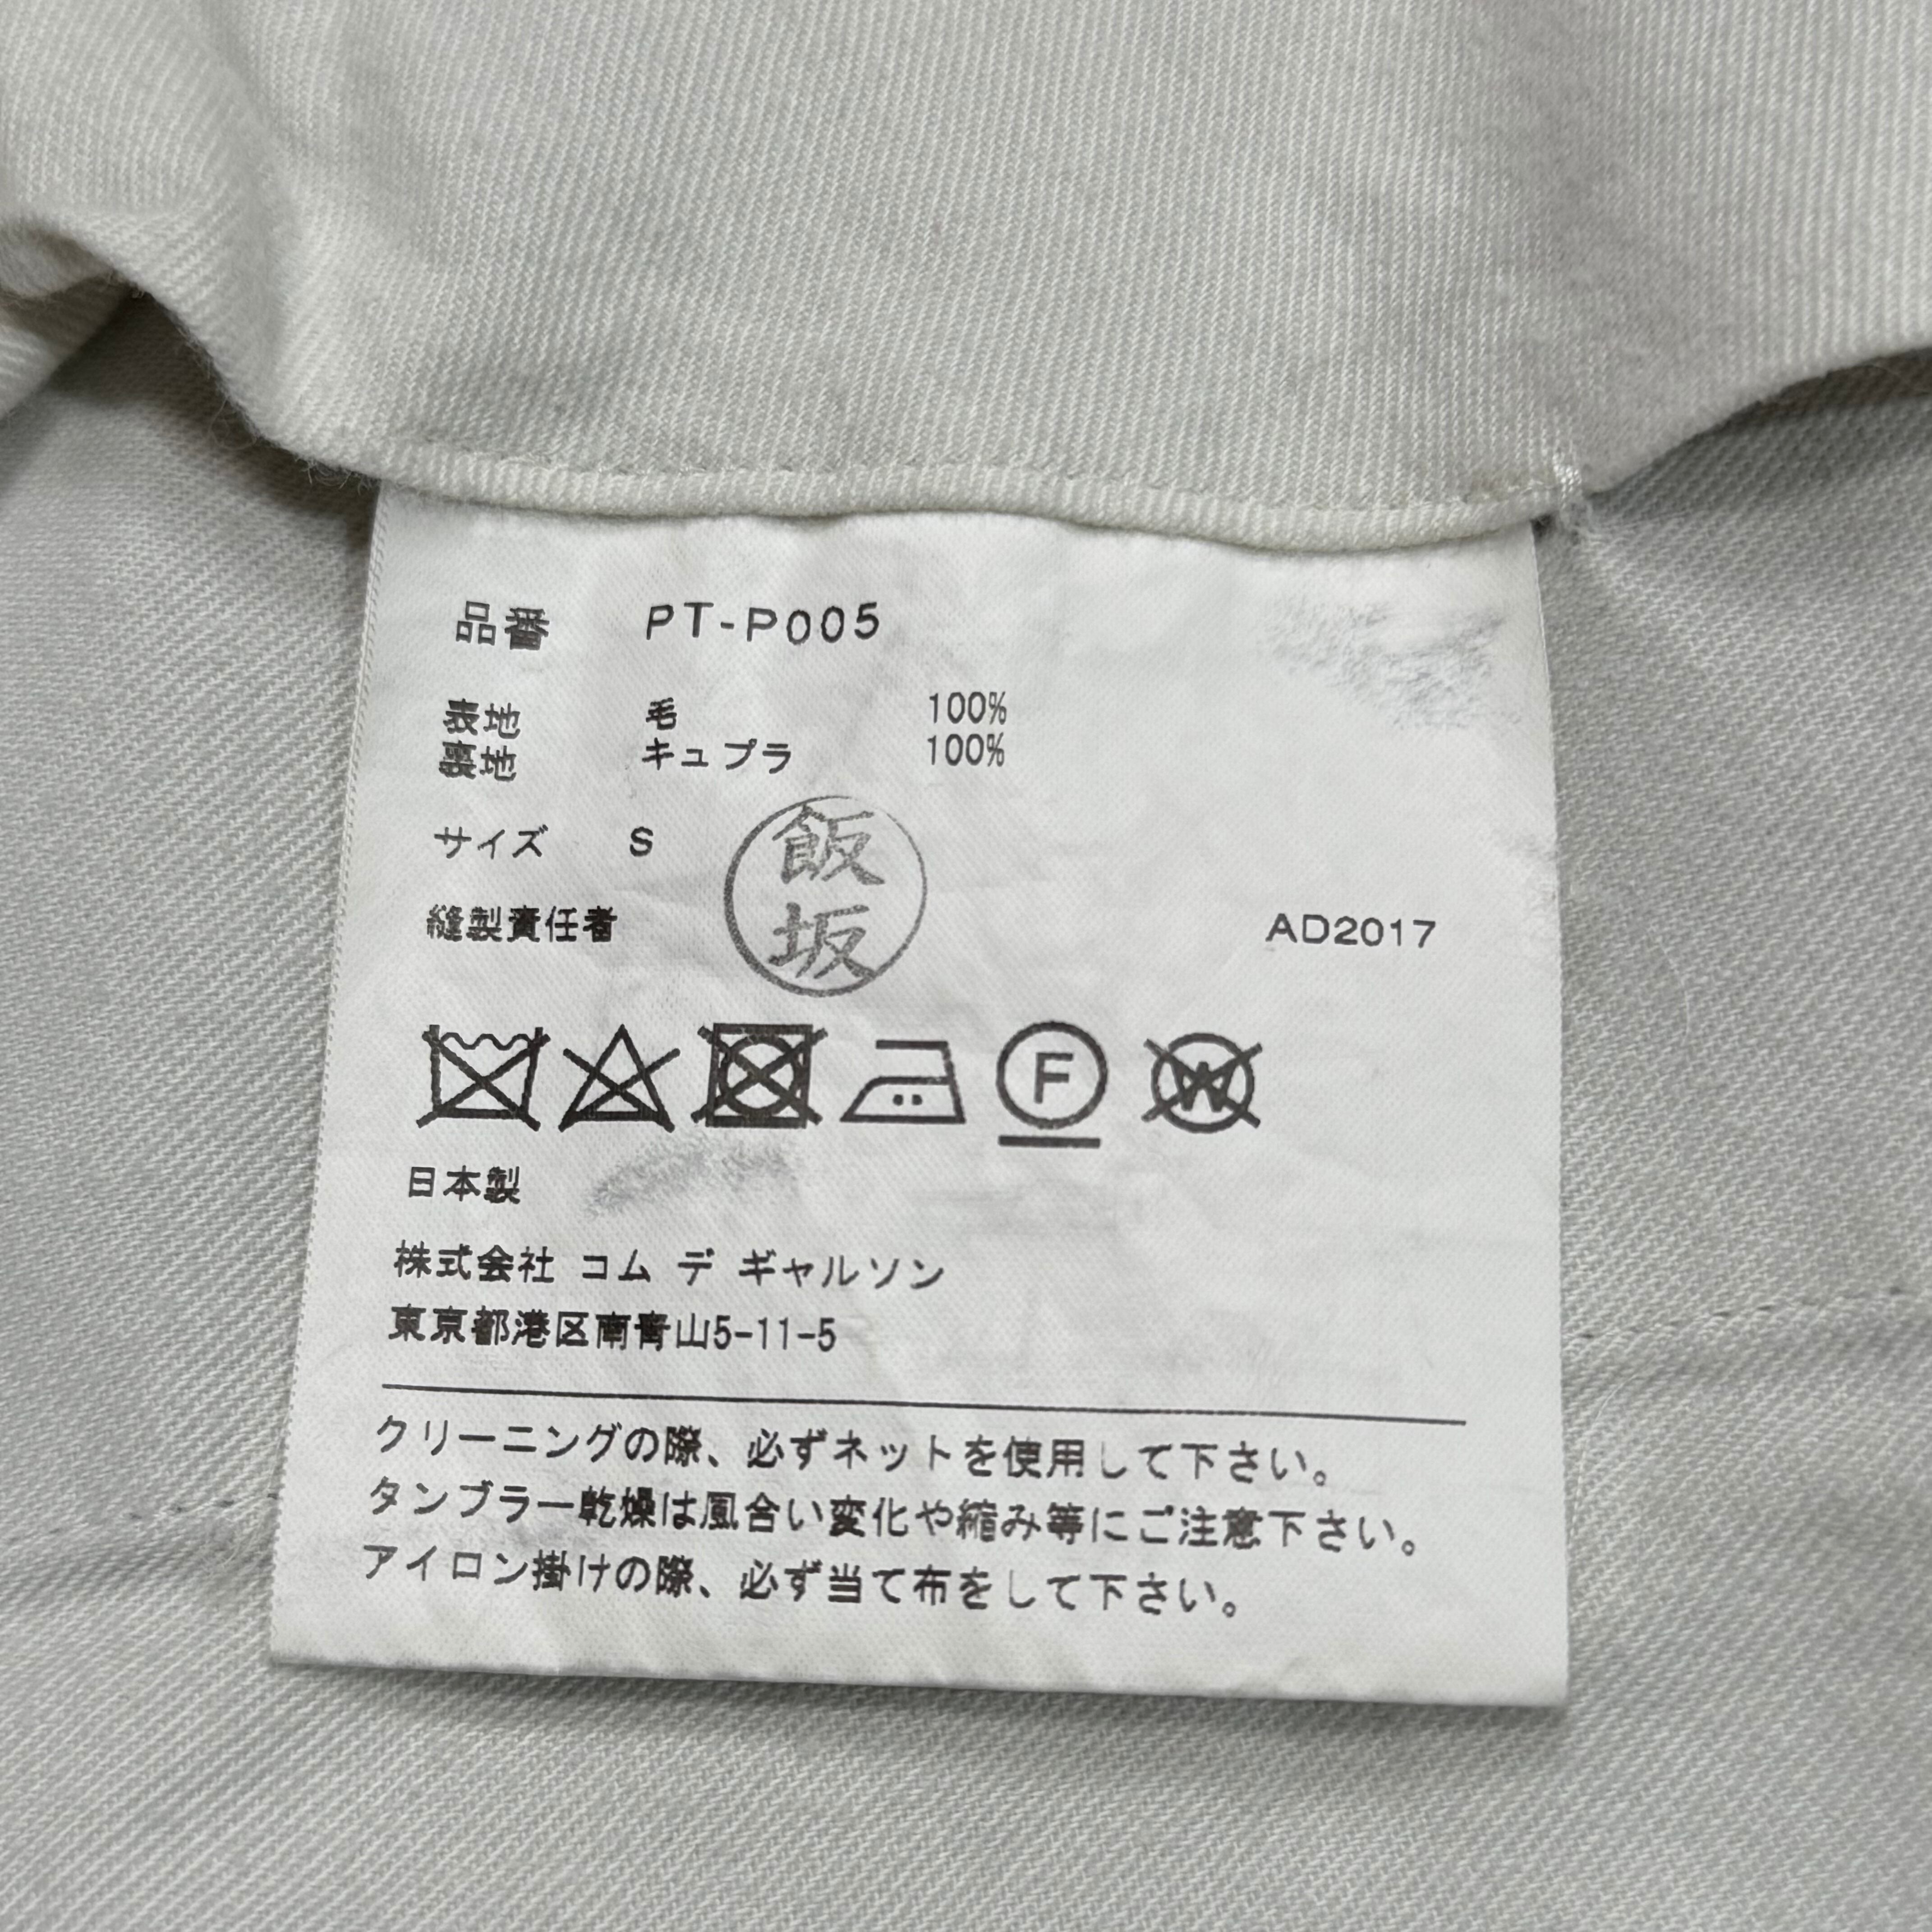 品番 PT-P005
表地 毛 100%
裏地 キュプラ 100%
サイズ S
飯坂
縫製責任者 AD2017
F W
日本製
株式会社 コム デ ギャルソン
東京都港区南青山5-11-5
クリーニングの際、必ずネットを使用して下さい。
タンブラー乾燥は風合い変化や縮み等にご注意下さい。
アイロン掛けの際、必ず当て布をして下さい。